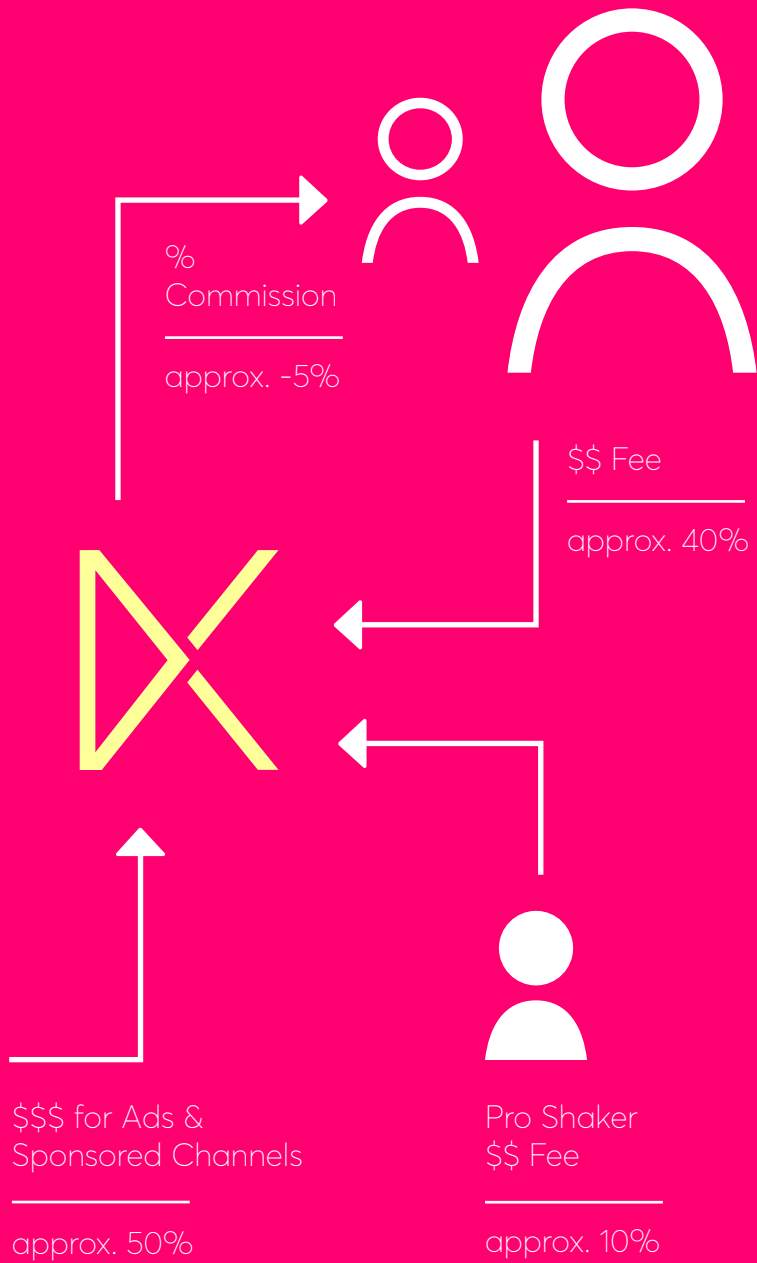 %
Commission
approx. -5%
$$ Fee
approx. 40%
$$$ for Ads &
Sponsored Channels
approx. 50%
Pro Shaker
$$ Fee
approx. 10%